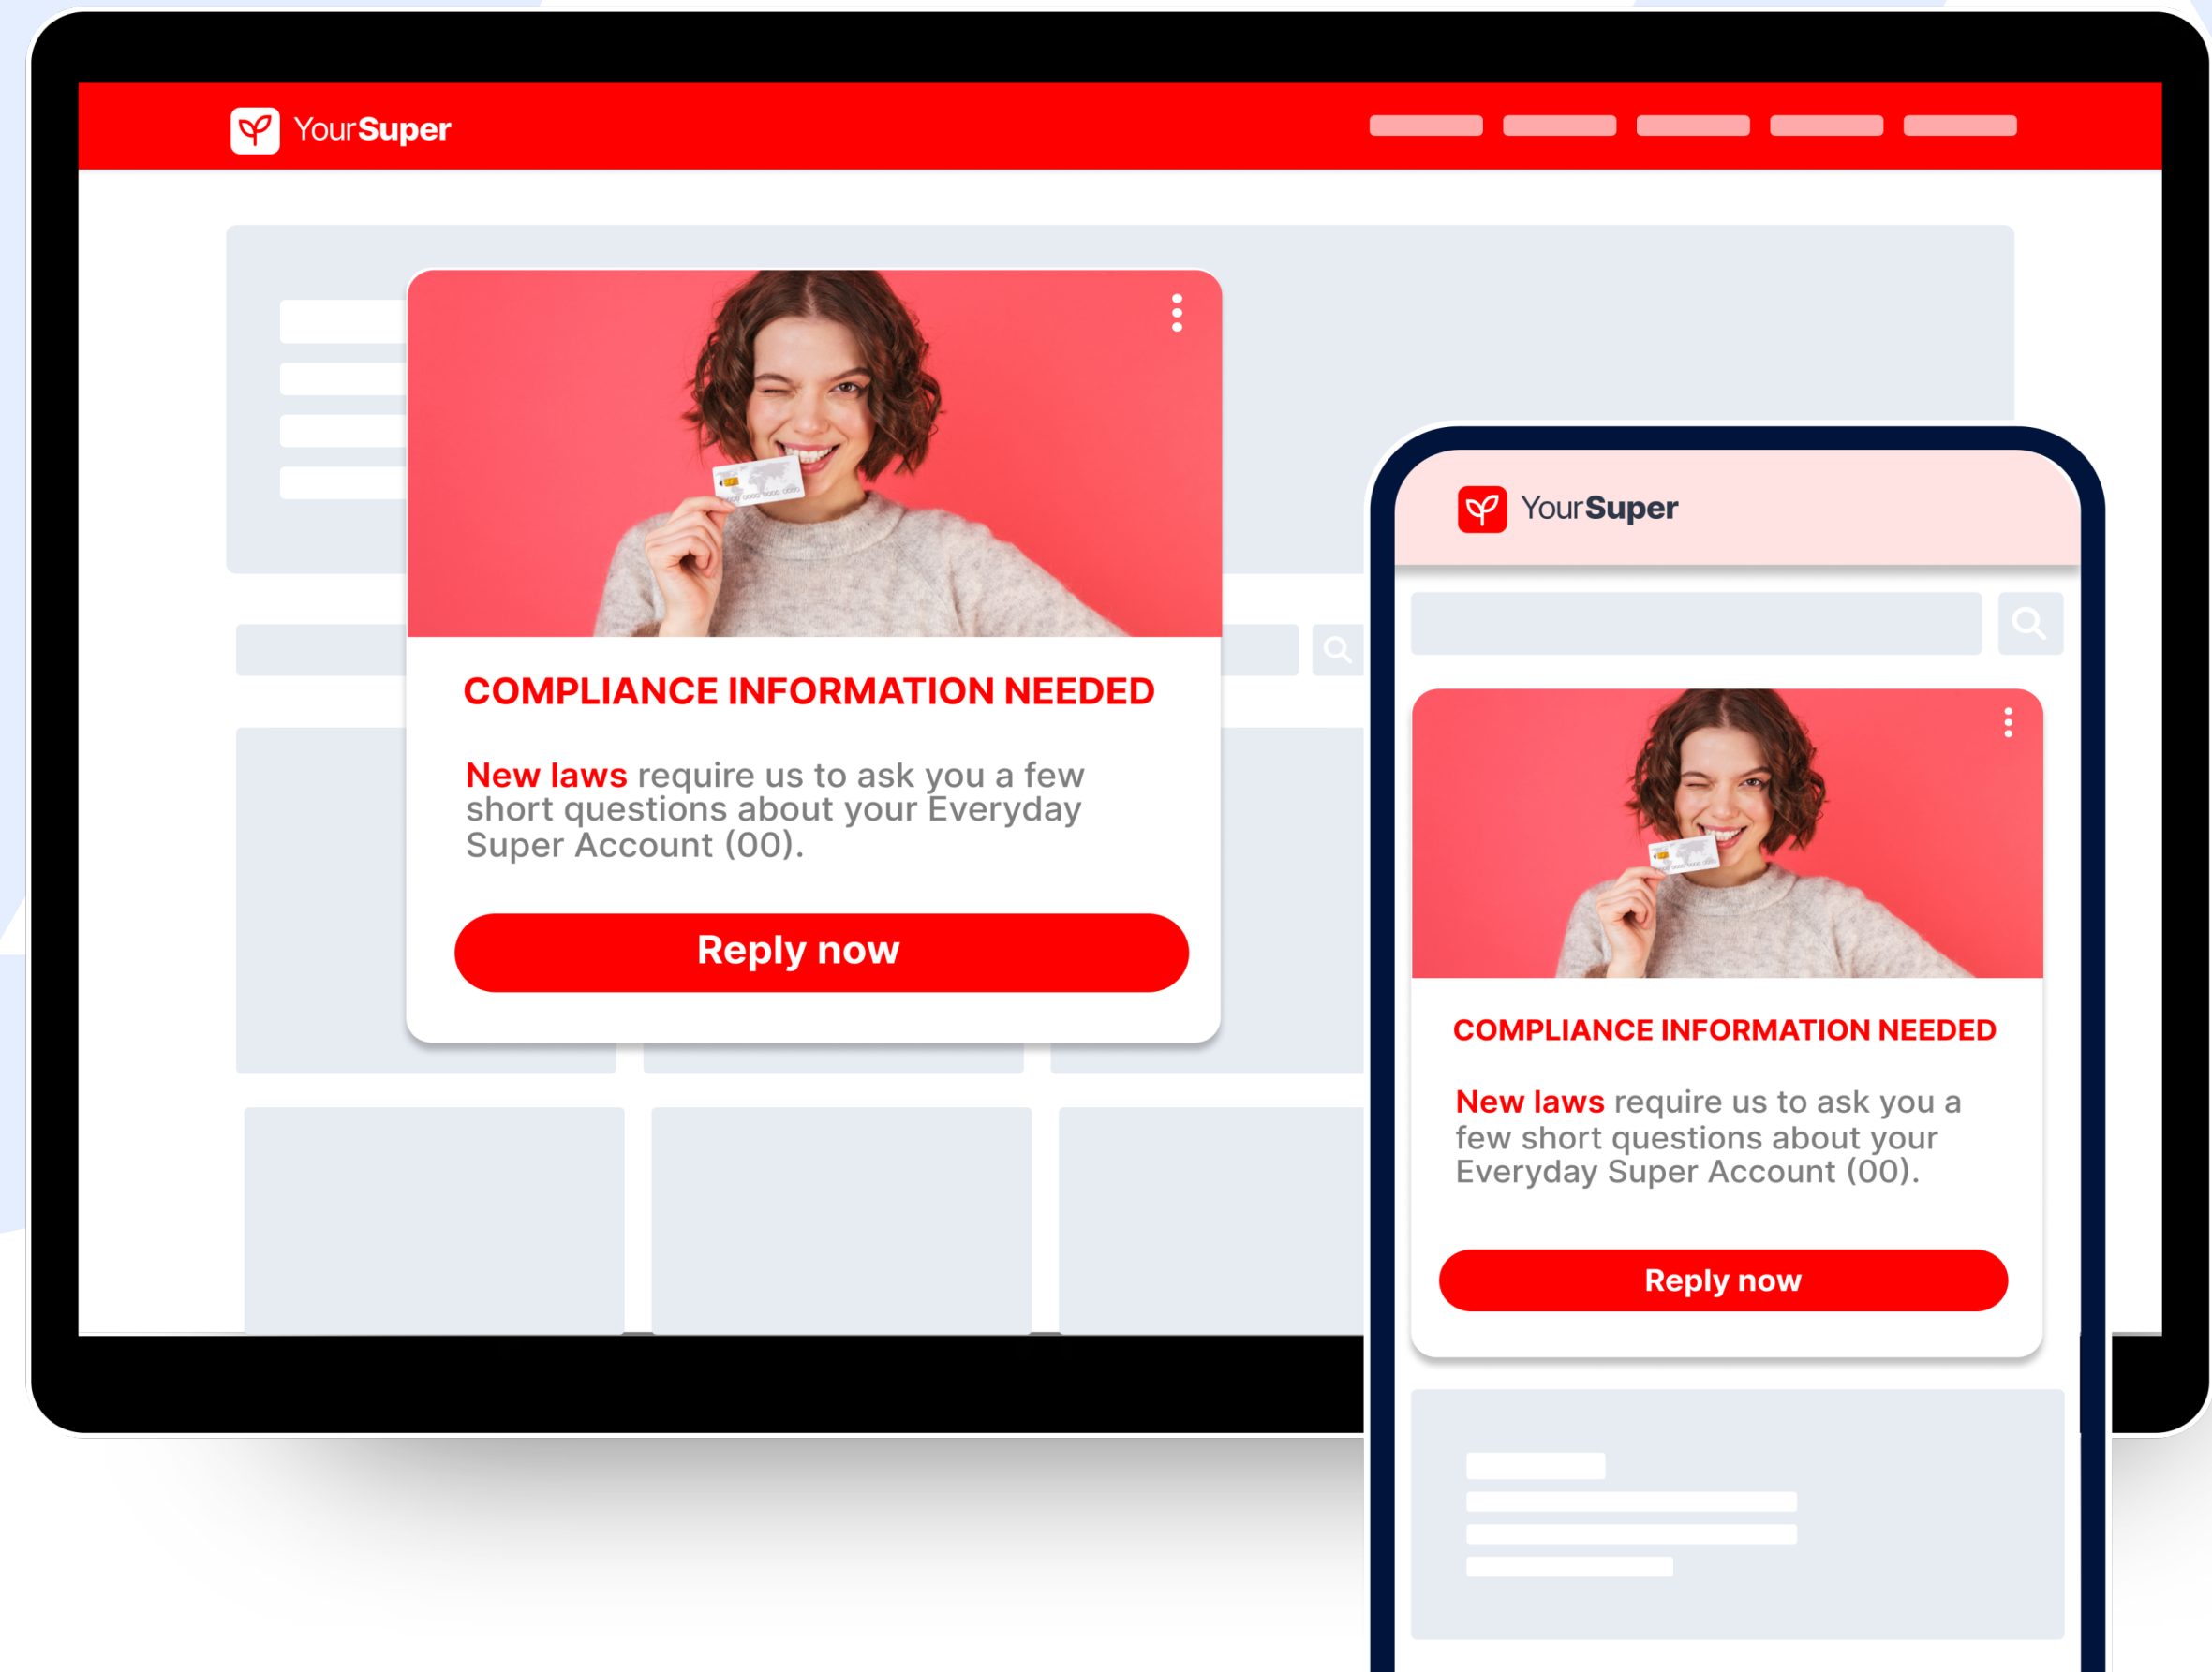 YourSuper
COMPLIANCE INFORMATION NEEDED
New laws require us to ask you a few
short questions about your Everyday
Super Account (00).
Reply now
YourSuper
COMPLIANCE INFORMATION NEEDED
New laws require us to ask you a
few short questions about your
Everyday Super Account (00).
Reply now